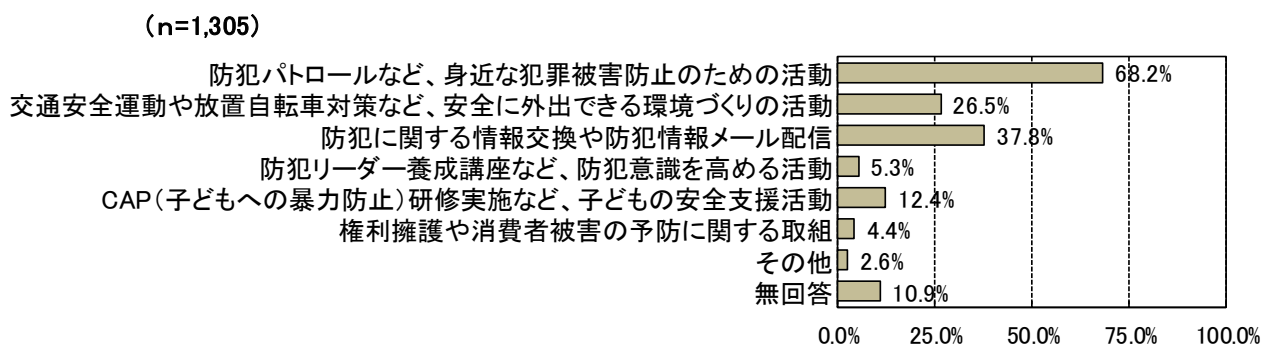 （n=1,305）
防犯パトロールなど、身近な犯罪被害防止のための活動 68.2%
交通安全運動や放置自転車対策など、安全に外出できる環境づくりの活動 26.5%
防犯に関する情報交換や防犯情報メール配信 37.8%
防犯リーダー養成講座など、防犯意識を高める活動 5.3%
CAP（子どもへの暴力防止）研修実施など、子どもの安全支援活動 12.4%
権利擁護や消費者被害の予防に関する取組 4.4%
その他 2.6%
無回答 10.9%
0.0% 25.0% 50.0% 75.0% 100.0%